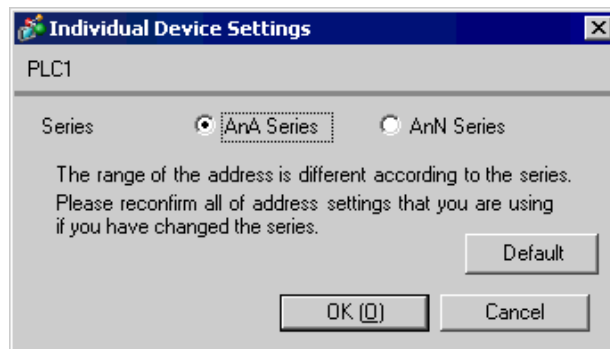 Individual Device Settings
PLC1
Series AnA Series AnN Series
The range of the address is different according to the series.
Please reconfirm all of address settings that you are using
if you have changed the series.
Default
OK (O) Cancel